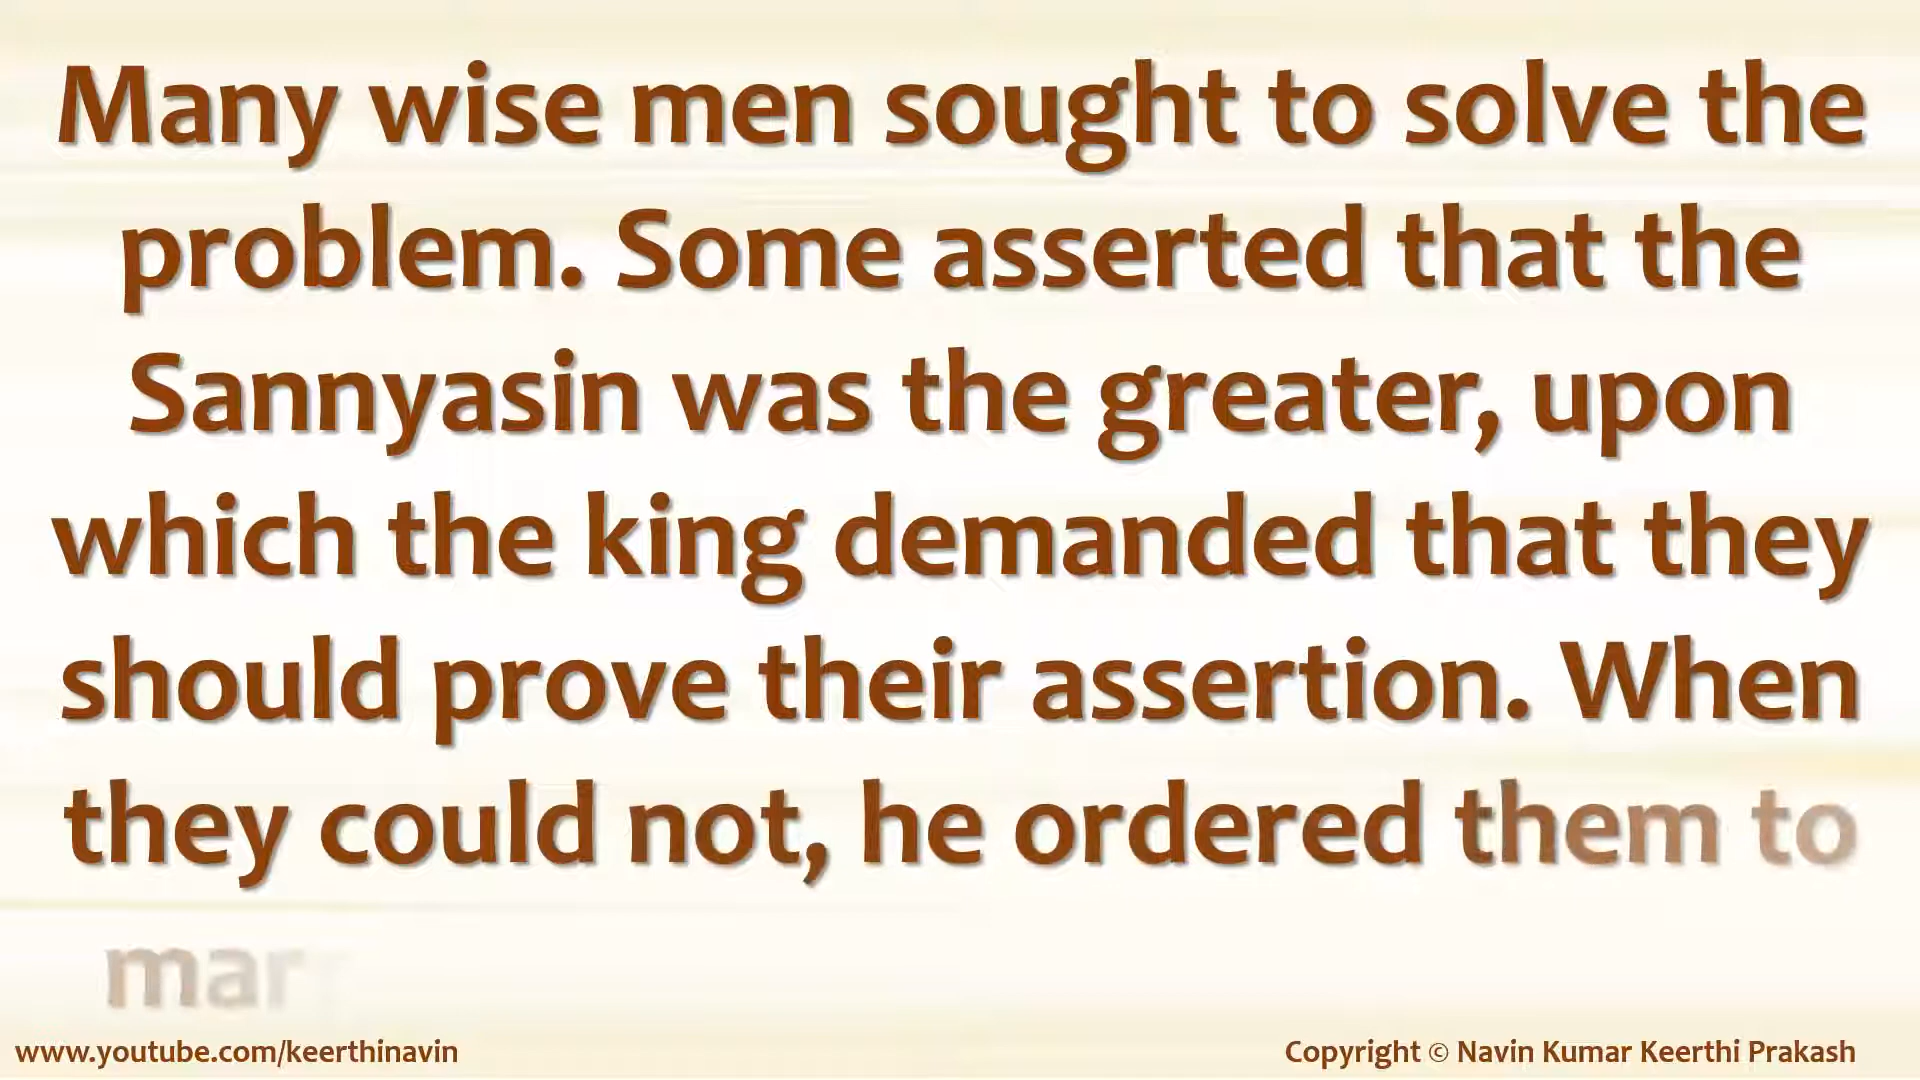 Many wise men sought to solve the
problem. Some asserted that the
Sannyasin was the greater, upon
which the king demanded that they
should prove their assertion. When
they could not, he ordered them to
www.youtube.com/keerthinavin
Copyright © Navin Kumar Keerthi Prakash